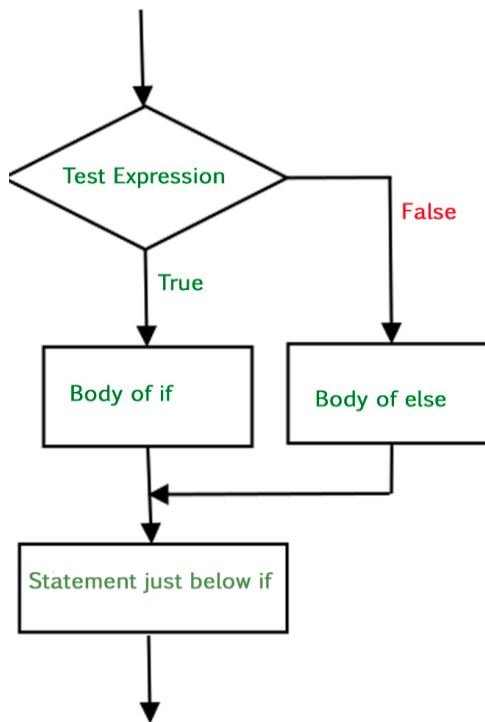 Test Expression
False
True
Body of if
Body of else
Statement just below if